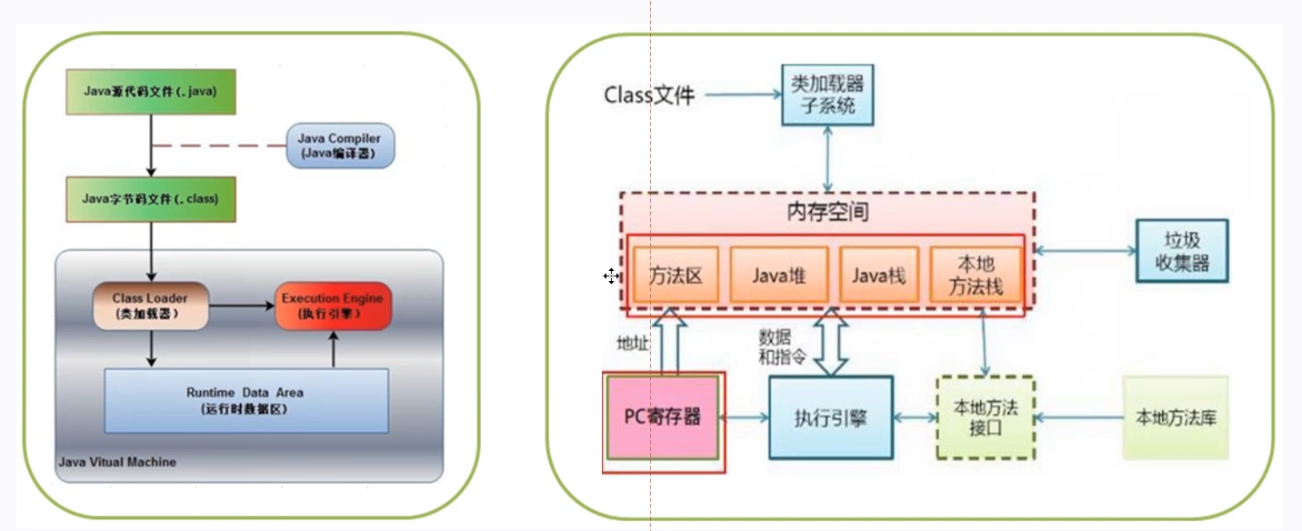 Java源代码文件(.java)
Java Compiler
(Java编译器)
Java字节码文件(.class)
Class Loader
(类加载器)
Execution Engine
(执行引擎)
Runtime Data Area
(运行时数据区)
Java Vitual Machine
Class文件
类加载器
子系统
内存空间
方法区
Java堆
Java栈
本地
方法栈
垃圾
收集器
地址
数据
和指令
PC寄存器
执行引擎
本地方法
接口
本地方法库